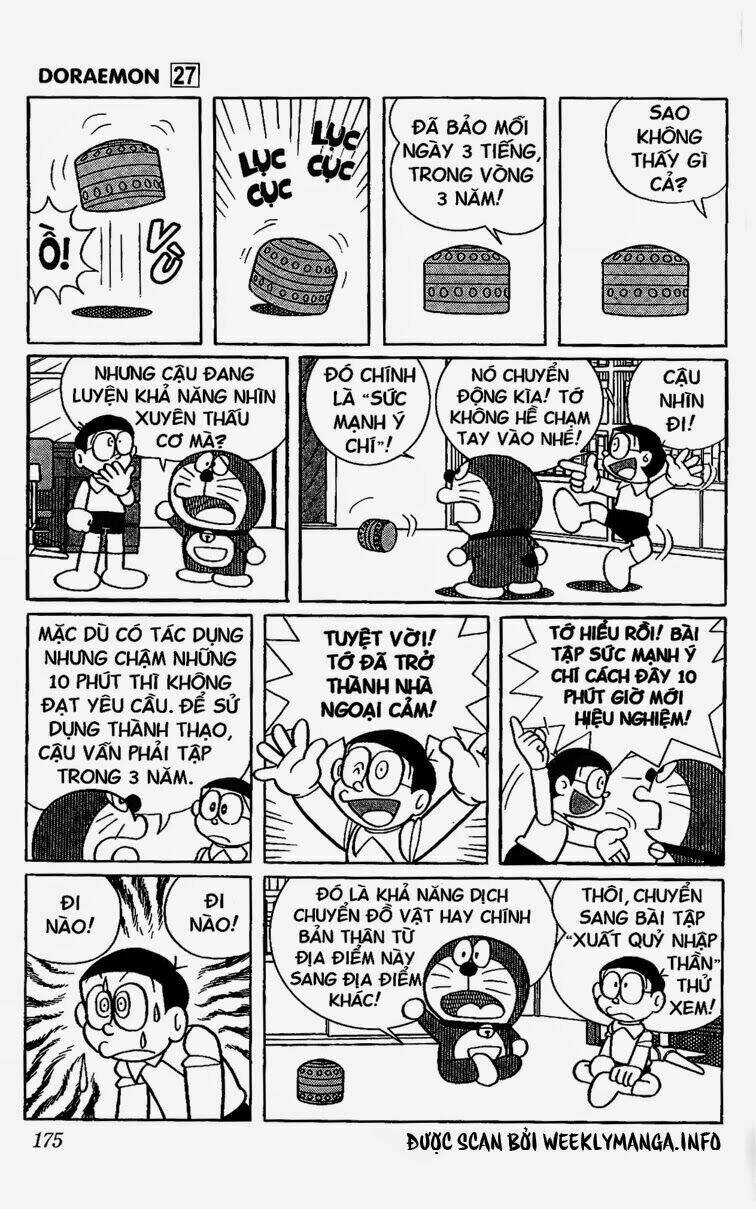 DORAEMON 27
SAO
KHÔNG
THẤY GÌ
CẢ?
ĐÃ BẢO MỖI
NGÀY 3 TIẾNG,
TRONG VÒNG
3 NĂM!
LỤC
CỤC
LỤC
CỤC
VÙ
Ồ!
CẬU
NHÌN
ĐI!
NÓ CHUYỂN
ĐỘNG KÌA! TỚ
KHÔNG HỀ CHẠM
TAY VÀO NHÉ!
ĐÓ CHÍNH
LÀ “SỨC
MẠNH Ý
CHÍ”!
NHƯNG CẬU ĐANG
LUYỆN KHẢ NĂNG NHÌN
XUYÊN THẤU
CƠ MÀ?
TỚ HIỂU RỒI! BÀI
TẬP SỨC MẠNH Ý
CHÍ CÁCH ĐÂY 10
PHÚT GIỜ MỚI
HIỆU NGHIỆM!
TUYỆT VỜI!
TỚ ĐÃ TRỞ
THÀNH NHÀ
NGOẠI CẢM!
MẶC DÙ CÓ TÁC DỤNG
NHƯNG CHẬM NHỮNG
10 PHÚT THÌ KHÔNG
ĐẠT YÊU CẦU. ĐỂ SỬ
DỤNG THÀNH THẠO,
CẬU VẪN PHẢI TẬP
TRONG 3 NĂM.
THÔI, CHUYỂN
SANG BÀI TẬP
“XUẤT QUỶ NHẬP
THẦN” THỬ
XEM!
ĐÓ LÀ KHẢ NĂNG DỊCH
CHUYỂN ĐỒ VẬT HAY CHÍNH
BẢN THÂN TỪ
ĐỊA ĐIỂM NÀY
SANG ĐỊA ĐIỂM
KHÁC!
ĐI
NÀO!
ĐI
NÀO!
175
ĐƯỢC SCAN BỞI WEEKLYMANGA.INFO